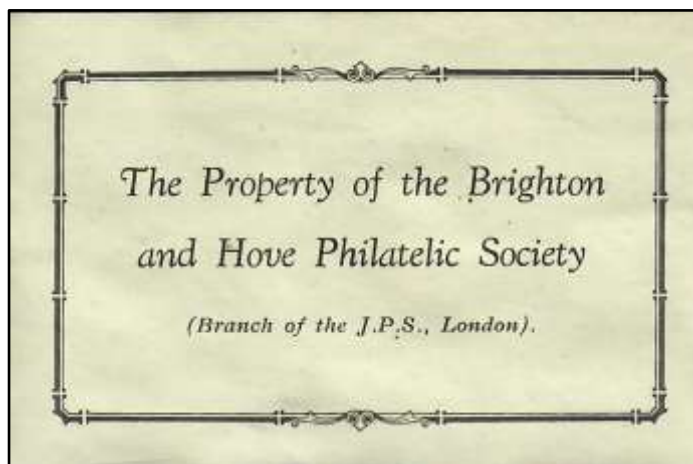 The Property of the Brighton
and Hove Philatelic Society
(Branch of the J.P.S., London).